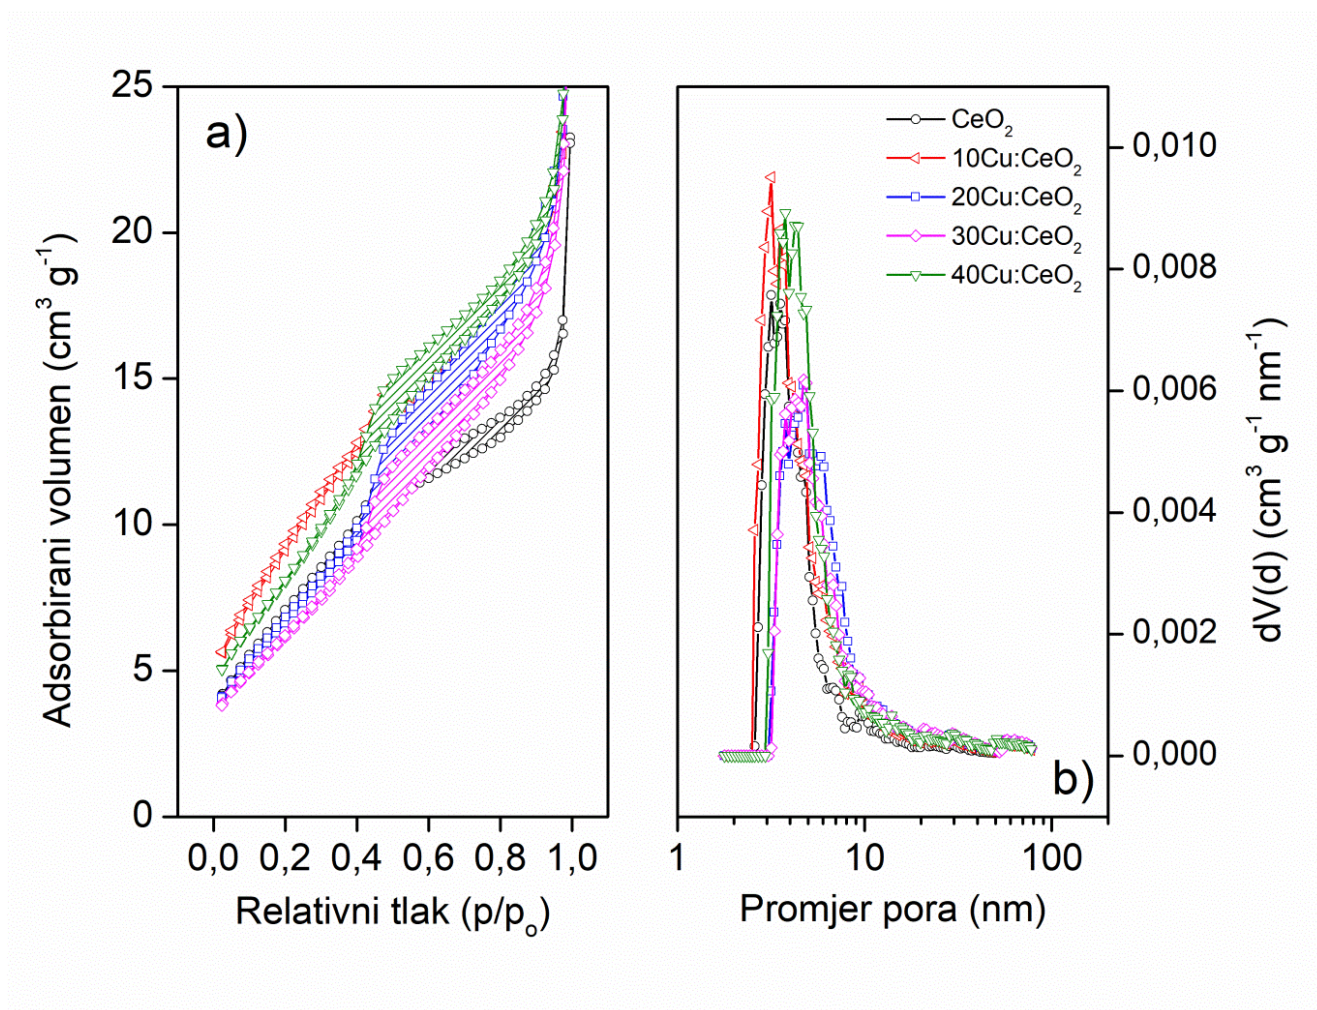 a)
25
20
15
10
5
0
Adsorbirani volumen (cm³ g⁻¹)
0,0 0,2 0,4 0,6 0,8 1,0
Relativni tlak (p/pₒ)
CeO₂
10Cu:CeO₂
20Cu:CeO₂
30Cu:CeO₂
40Cu:CeO₂
b)
0,010
0,008
0,006
0,004
0,002
0,000
dV(d) (cm³ g⁻¹ nm⁻¹)
1 10 100
Promjer pora (nm)